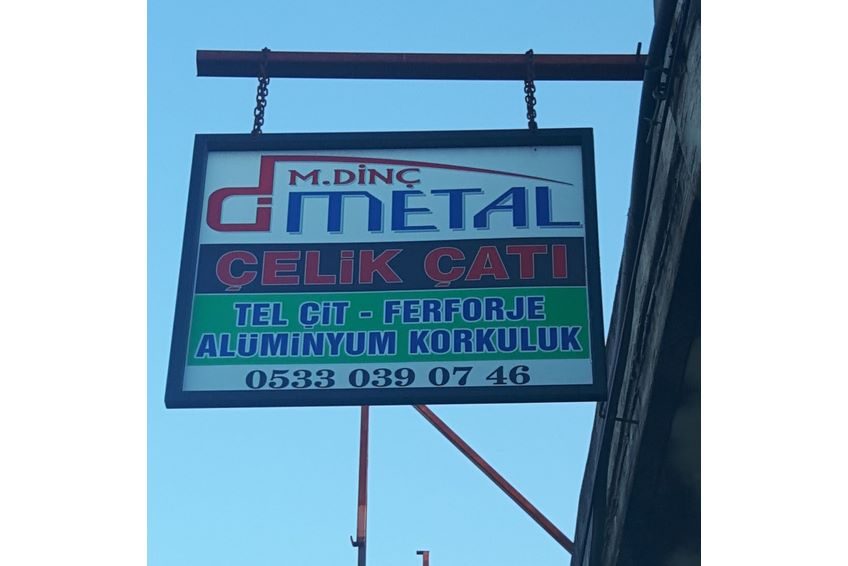 M.DİNÇ
METAL
ÇELİK ÇATI
TEL ÇİT - FERFORJE
ALÜMİNYUM KORKULUK
0533 039 07 46